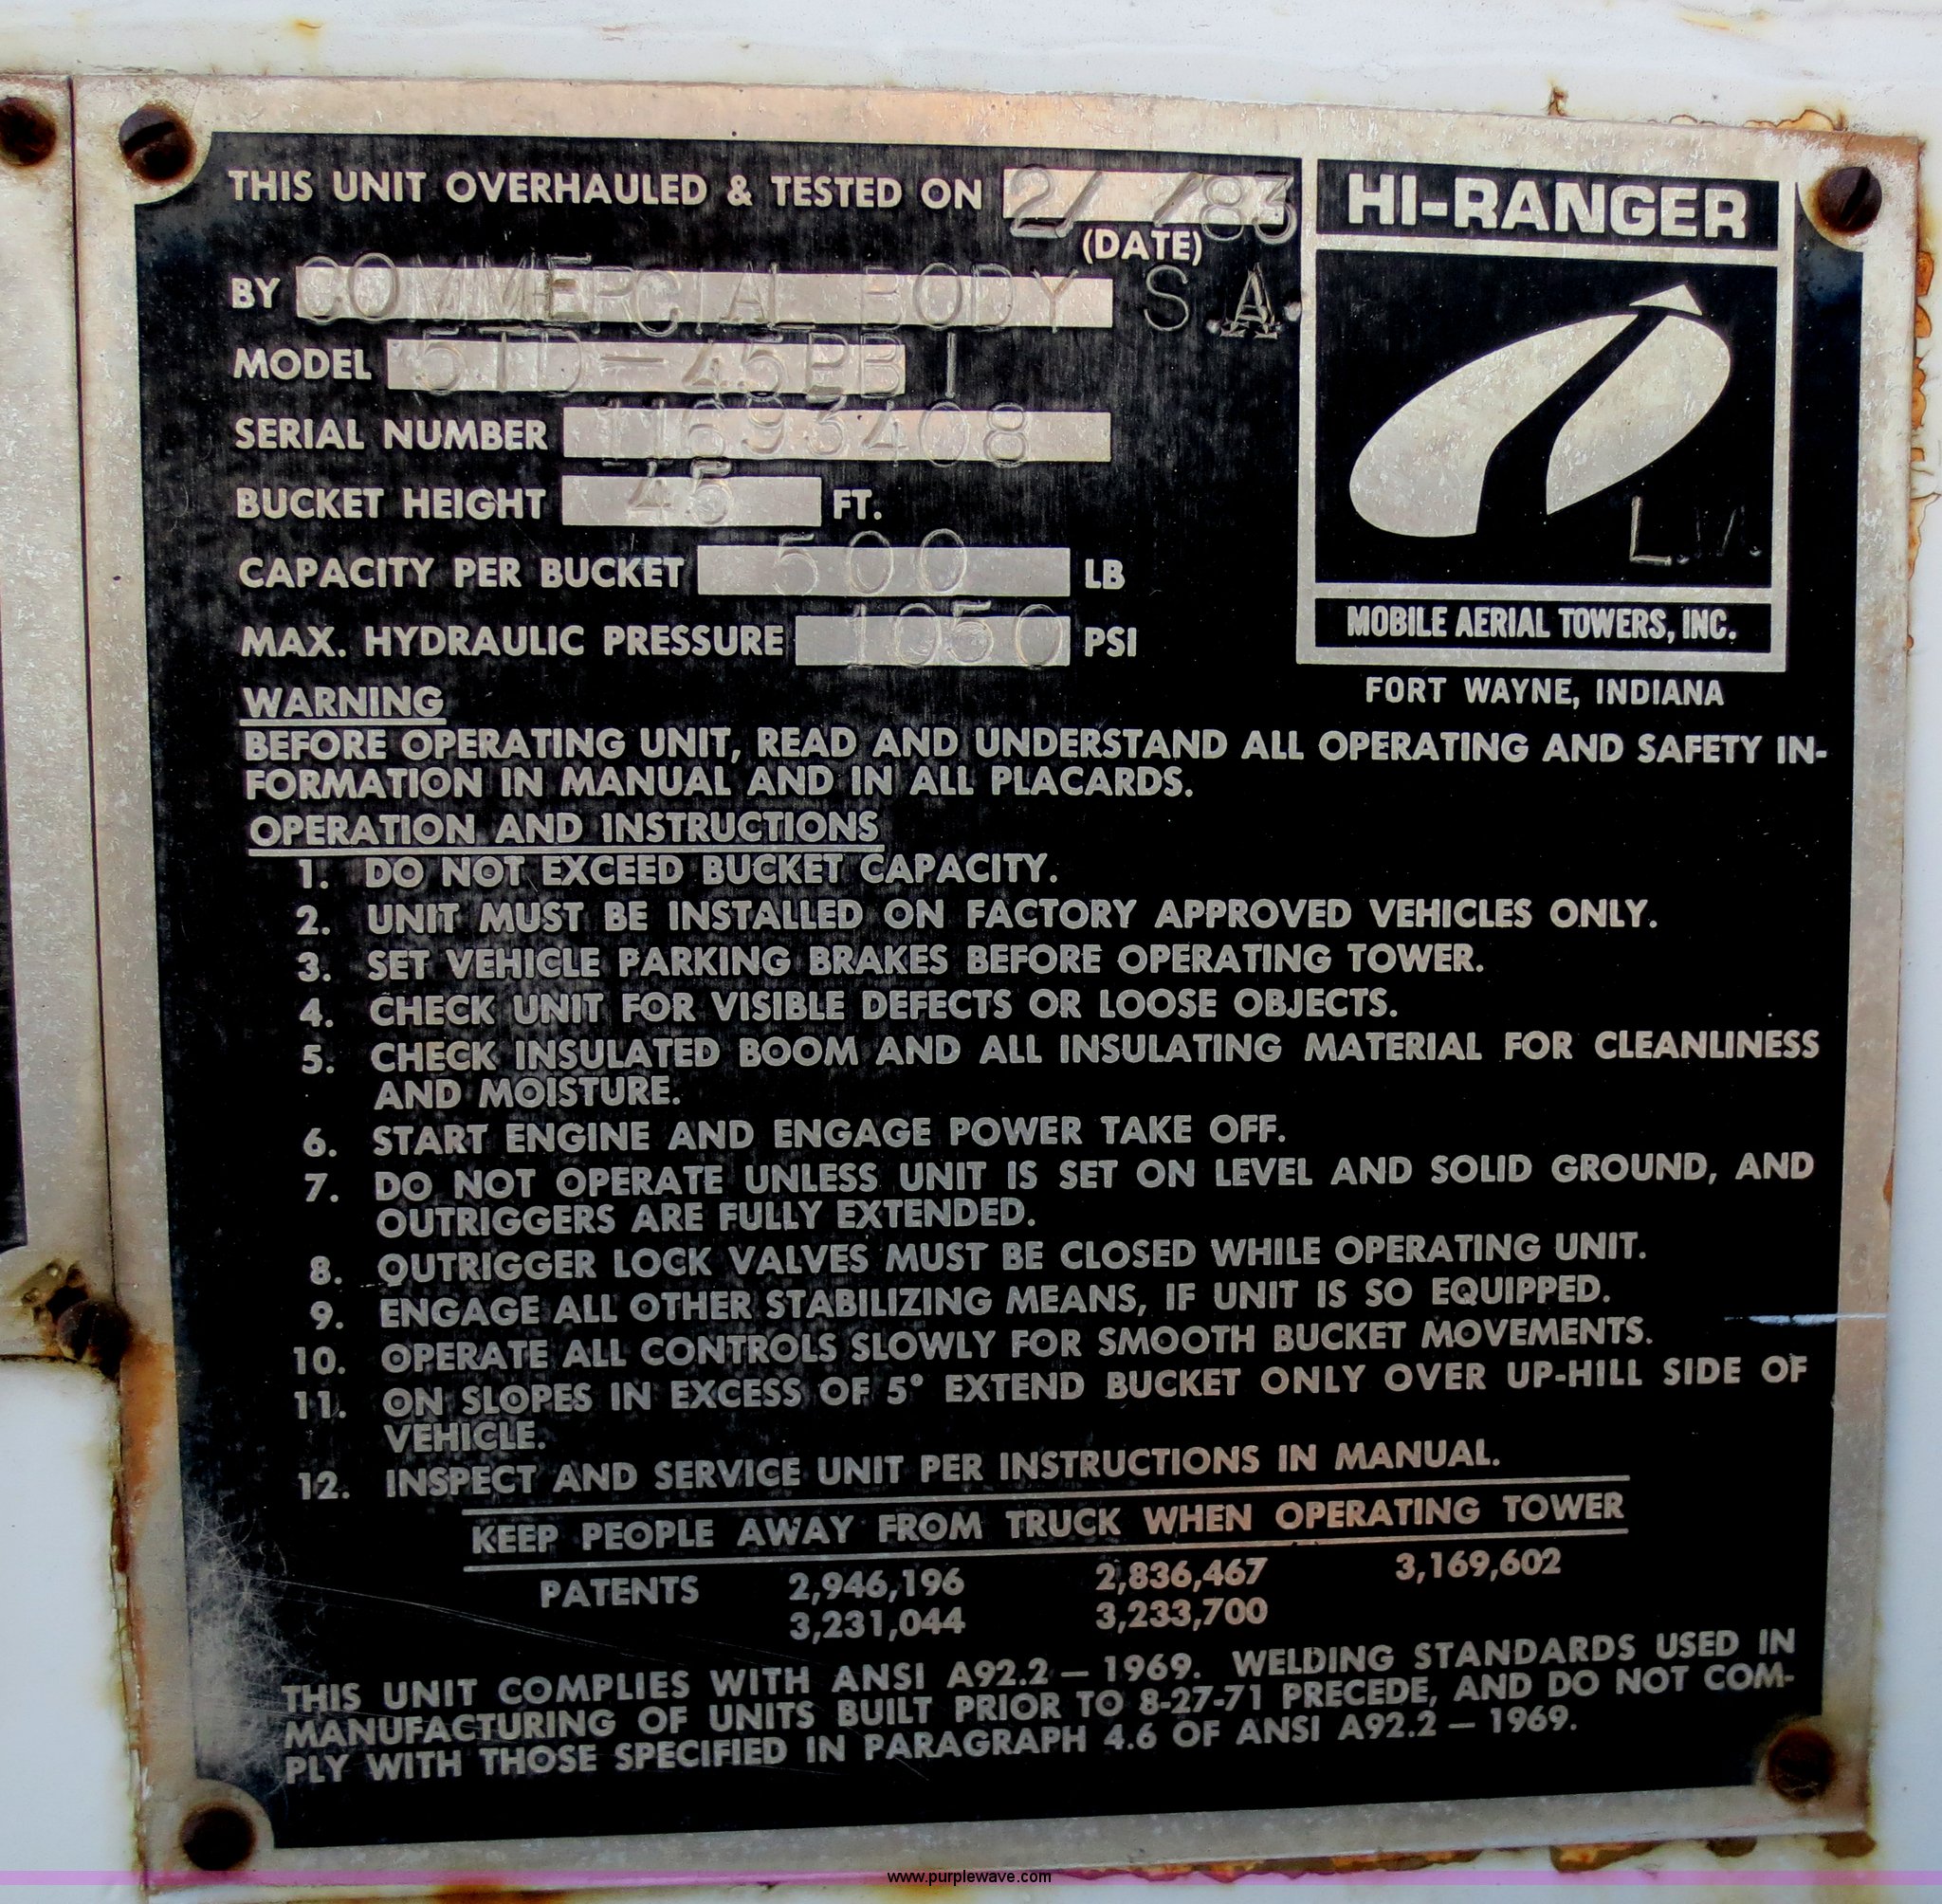 THIS UNIT OVERHAULED & TESTED ON 2/ /83
(DATE)
BY COMMERCIAL BODY S.A.
MODEL 5TD-45PBI
SERIAL NUMBER 11693408
BUCKET HEIGHT 45 FT.
CAPACITY PER BUCKET 500 LB
MAX. HYDRAULIC PRESSURE 1050 PSI
HI-RANGER
MOBILE AERIAL TOWERS, INC.
FORT WAYNE, INDIANA
WARNING
BEFORE OPERATING UNIT, READ AND UNDERSTAND ALL OPERATING AND SAFETY IN-
FORMATION IN MANUAL AND IN ALL PLACARDS.
OPERATION AND INSTRUCTIONS
1. DO NOT EXCEED BUCKET CAPACITY.
2. UNIT MUST BE INSTALLED ON FACTORY APPROVED VEHICLES ONLY.
3. SET VEHICLE PARKING BRAKES BEFORE OPERATING TOWER.
4. CHECK UNIT FOR VISIBLE DEFECTS OR LOOSE OBJECTS.
5. CHECK INSULATED BOOM AND ALL INSULATING MATERIAL FOR CLEANLINESS
AND MOISTURE.
6. START ENGINE AND ENGAGE POWER TAKE OFF.
7. DO NOT OPERATE UNLESS UNIT IS SET ON LEVEL AND SOLID GROUND, AND
OUTRIGGERS ARE FULLY EXTENDED.
8. OUTRIGGER LOCK VALVES MUST BE CLOSED WHILE OPERATING UNIT.
9. ENGAGE ALL OTHER STABILIZING MEANS, IF UNIT IS SO EQUIPPED.
10. OPERATE ALL CONTROLS SLOWLY FOR SMOOTH BUCKET MOVEMENTS.
11. ON SLOPES IN EXCESS OF 5° EXTEND BUCKET ONLY OVER UP-HILL SIDE OF
VEHICLE.
12. INSPECT AND SERVICE UNIT PER INSTRUCTIONS IN MANUAL.
KEEP PEOPLE AWAY FROM TRUCK WHEN OPERATING TOWER
PATENTS 2,946,196 2,836,467 3,169,602
3,231,044 3,233,700
THIS UNIT COMPLIES WITH ANSI A92.2 — 1969. WELDING STANDARDS USED IN
MANUFACTURING OF UNITS BUILT PRIOR TO 8-27-71 PRECEDE, AND DO NOT COM-
PLY WITH THOSE SPECIFIED IN PARAGRAPH 4.6 OF ANSI A92.2 — 1969.
www.purplewave.com